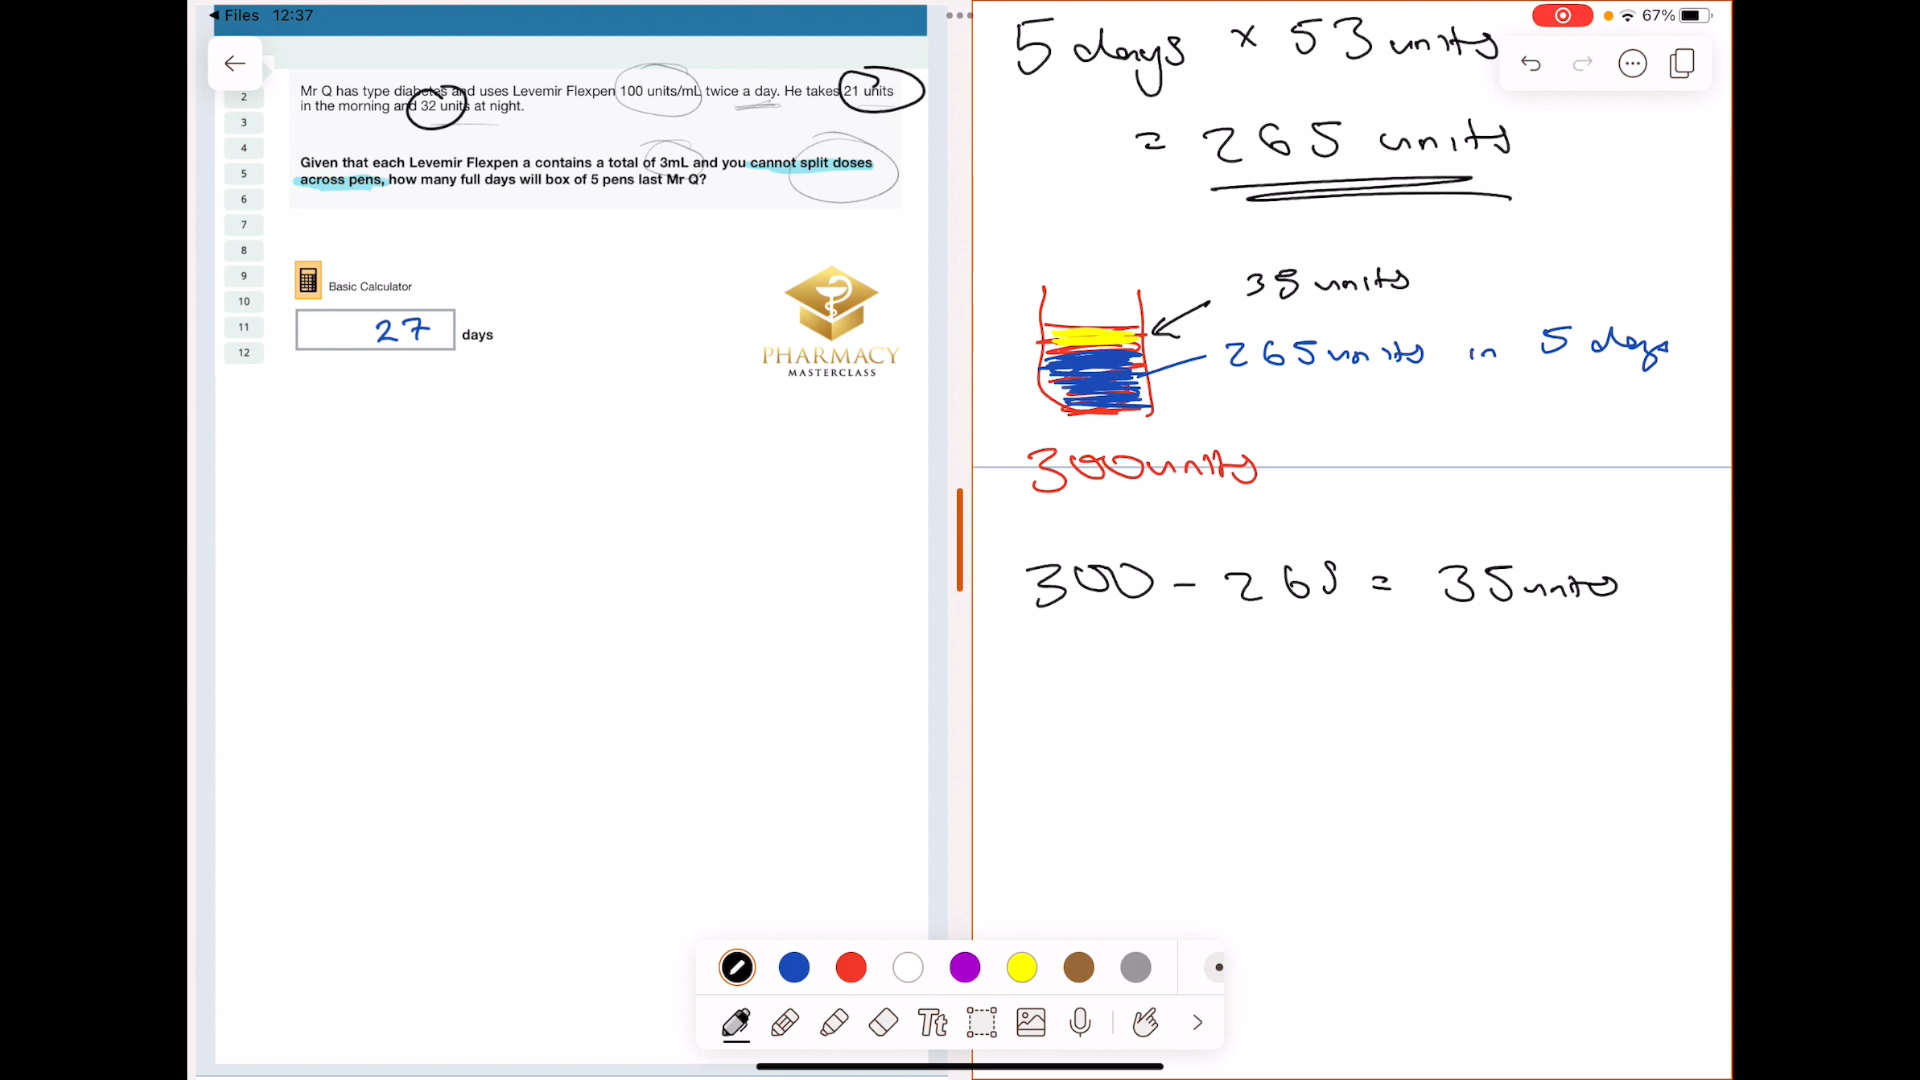 Files 12:37
67%
2
3
4
5
6
7
8
9
10
11
12
Mr Q has type diabetes and uses Levemir Flexpen 100 units/mL twice a day. He takes 21 units
in the morning and 32 units at night.
Given that each Levemir Flexpen a contains a total of 3mL and you cannot split doses
across pens, how many full days will box of 5 pens last Mr Q?
Basic Calculator
27 days
PHARMACY
MASTERCLASS
5 days x 53 units
= 265 units
35 units
265 units in 5 days
300 units
300 - 265 = 35 units
Tt